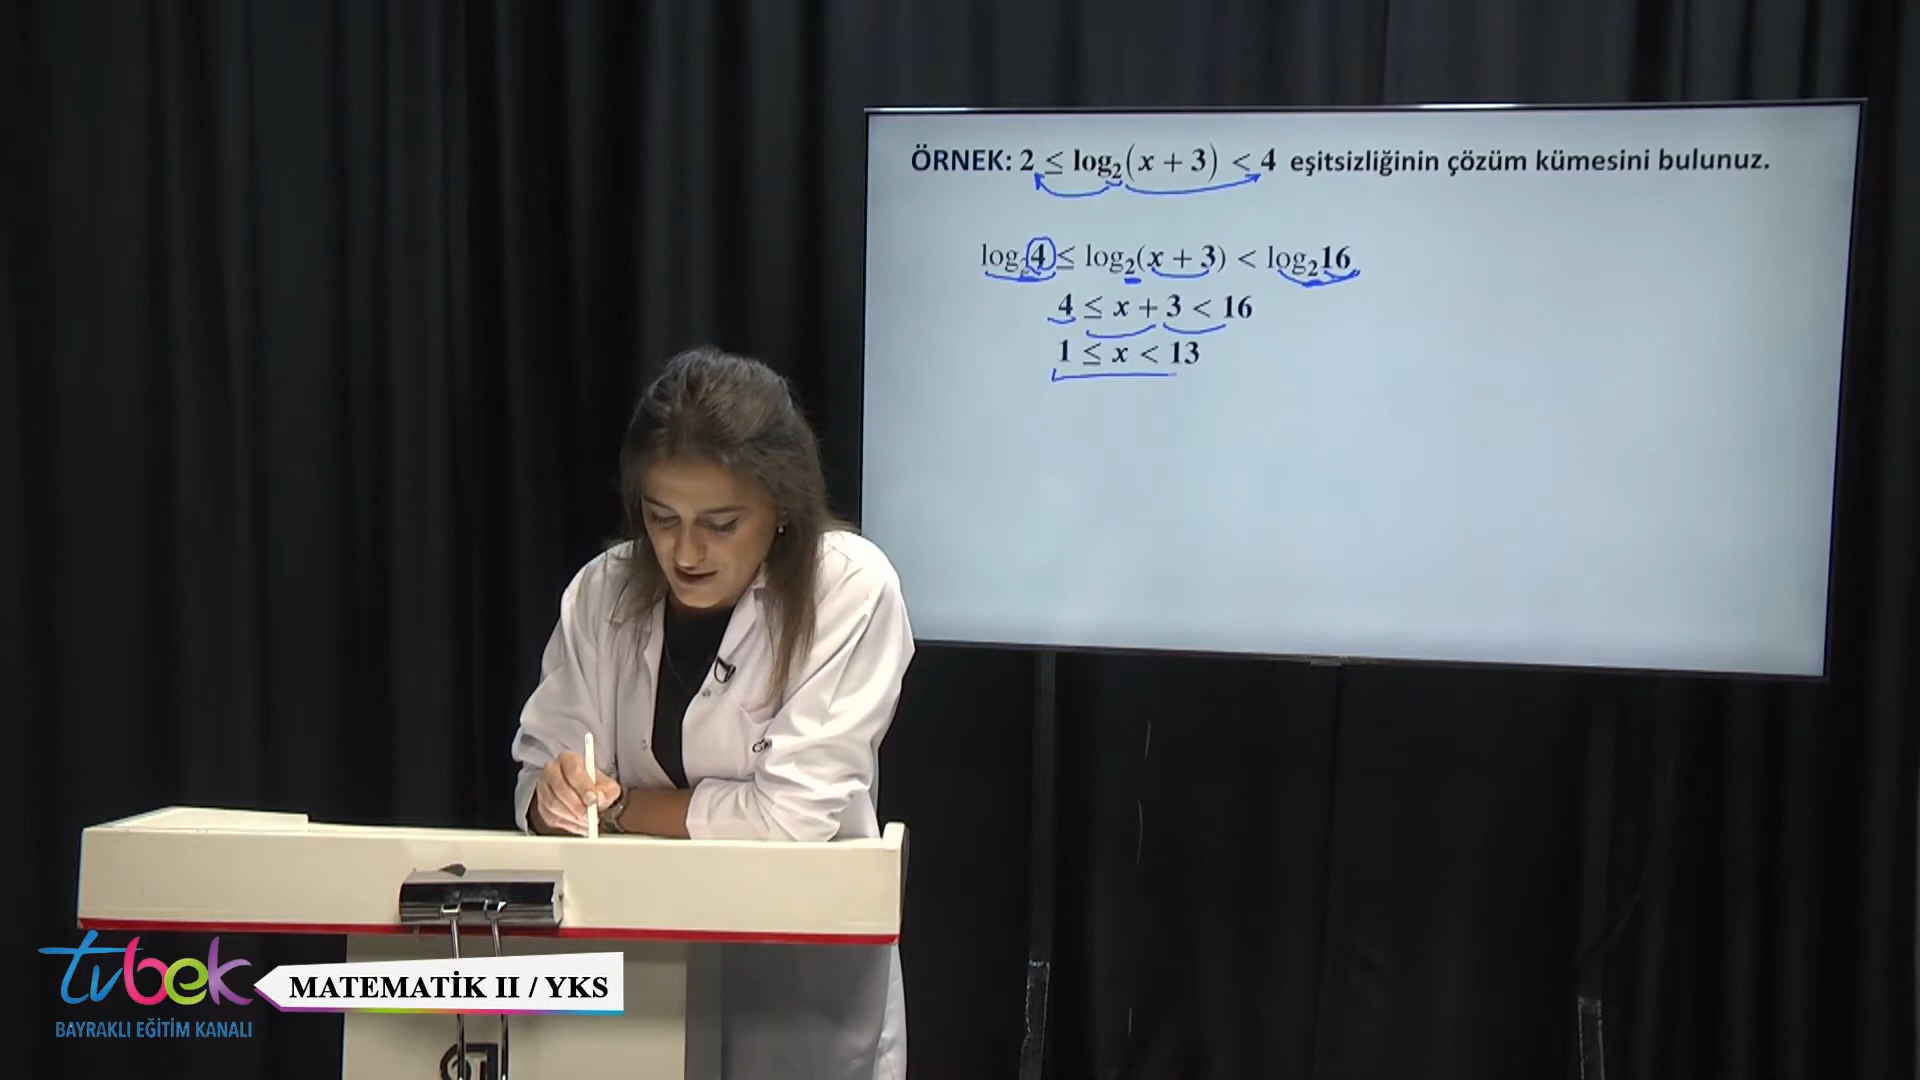 ÖRNEK: 2 ≤ log₂(x + 3) < 4 eşitsizliğinin çözüm kümesini bulunuz.
log₂4 ≤ log₂(x + 3) < log₂16
4 ≤ x + 3 < 16
1 ≤ x < 13
tvbek
BAYRAKLI EĞİTİM KANALI
MATEMATİK II / YKS